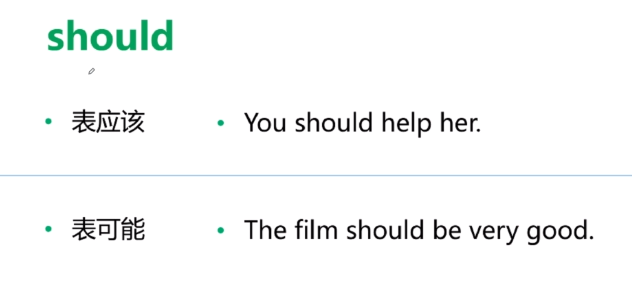 should
• 表应该 • You should help her.
• 表可能 • The film should be very good.